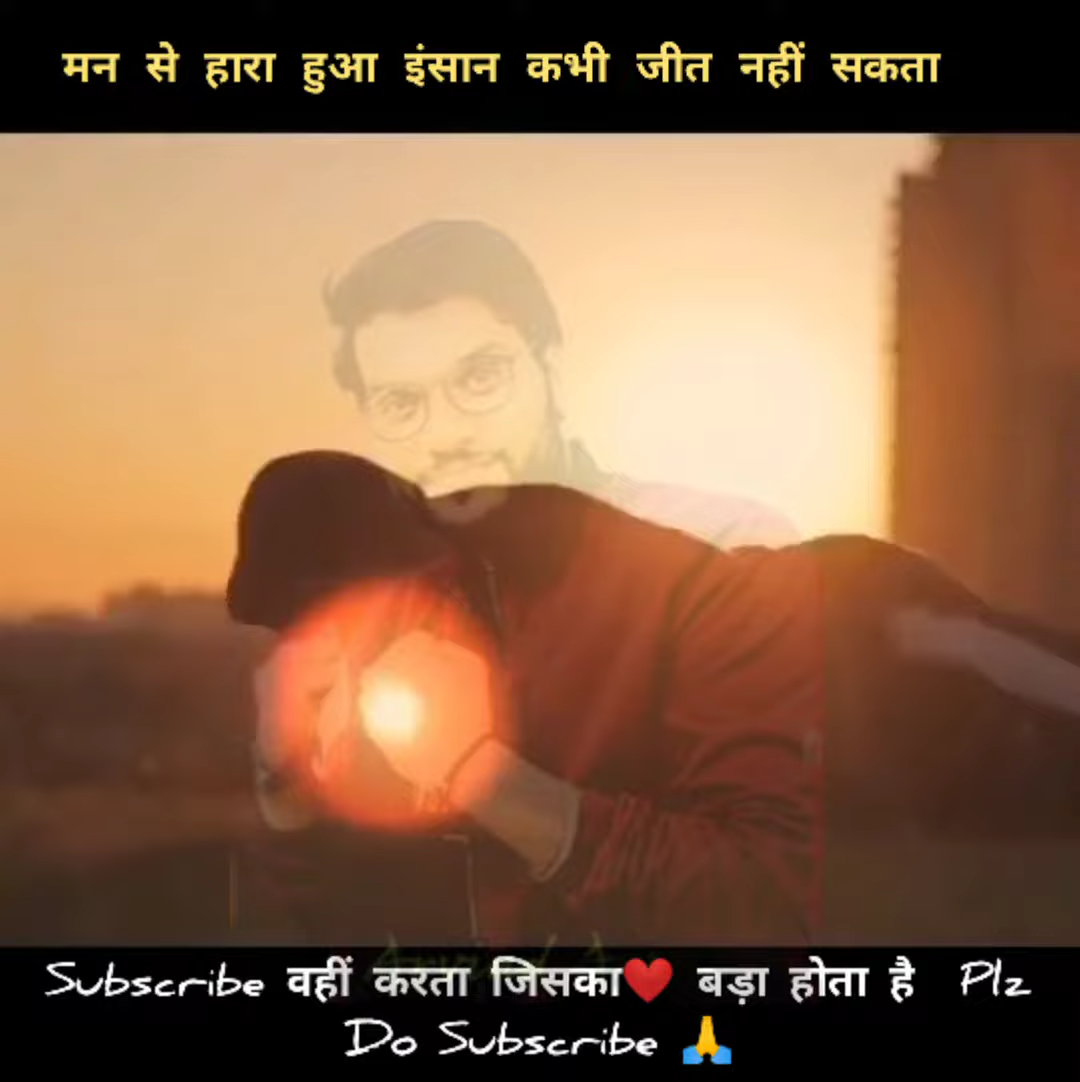 मन से हारा हुआ इंसान कभी जीत नहीं सकता
Subscribe वहीं करता जिसका❤️ बड़ा होता है Plz
Do Subscribe 🙏